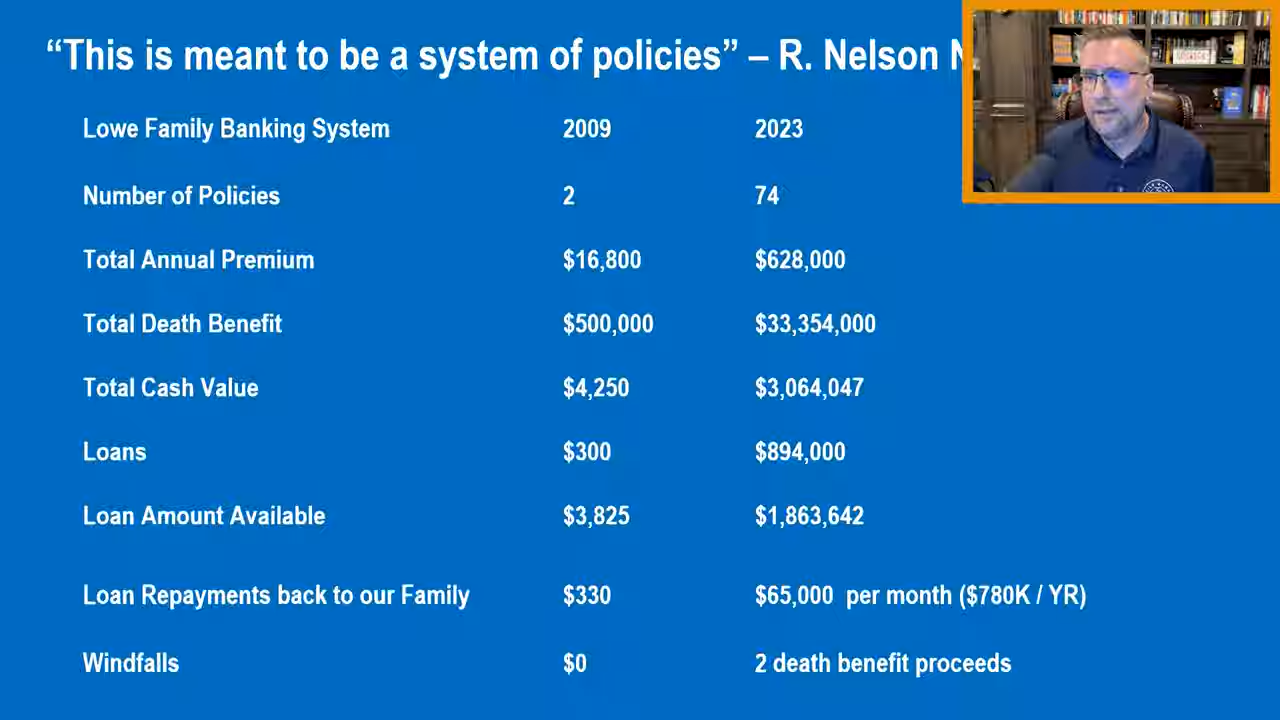 “This is meant to be a system of policies” – R. Nelson
Lowe Family Banking System 2009 2023
Number of Policies 2 74
Total Annual Premium $16,800 $628,000
Total Death Benefit $500,000 $33,354,000
Total Cash Value $4,250 $3,064,047
Loans $300 $894,000
Loan Amount Available $3,825 $1,863,642
Loan Repayments back to our Family $330 $65,000 per month ($780K / YR)
Windfalls $0 2 death benefit proceeds